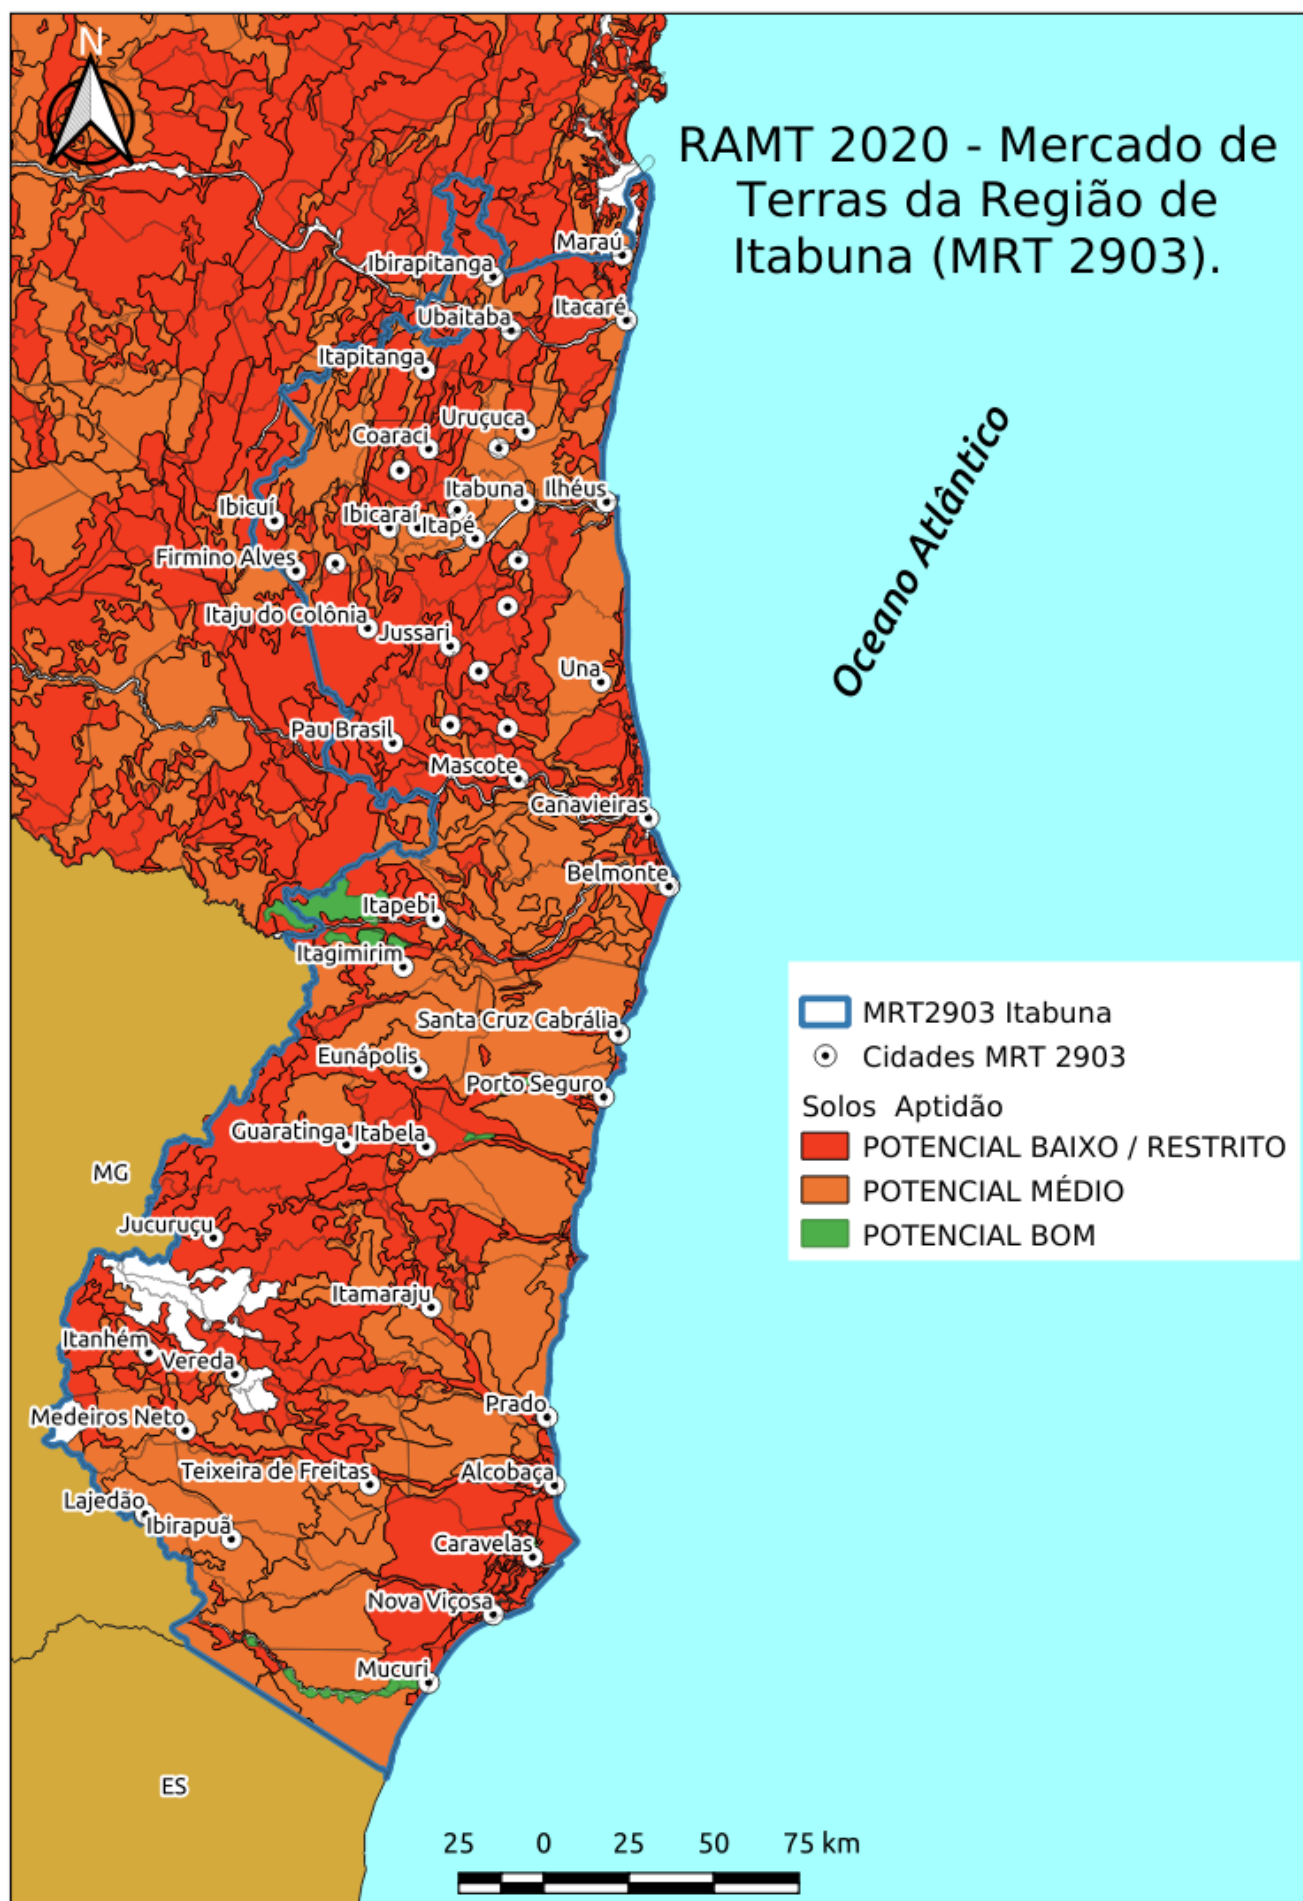 N
RAMT 2020 - Mercado de
Terras da Região de
Itabuna (MRT 2903).
Maraú
Ibirapitanga
Itacaré
Ubaitaba
Itapitanga
Uruçuca
Coaraci
Itabuna
Ilhéus
Ibicuí
Ibicaraí
Itapé
Firmino Alves
Itaju do Colônia
Jussari
Una
Pau Brasil
Mascote
Canavieiras
Belmonte
Itapebi
Itagimirim
Santa Cruz Cabrália
Eunápolis
Porto Seguro
Guaratinga
Itabela
MG
Jucuruçu
Itamaraju
Itanhém
Vereda
Prado
Medeiros Neto
Teixeira de Freitas
Alcobaça
Lajedão
Ibirapuã
Caravelas
Nova Viçosa
Mucuri
ES
Oceano Atlântico
MRT2903 Itabuna
Cidades MRT 2903
Solos Aptidão
POTENCIAL BAIXO / RESTRITO
POTENCIAL MÉDIO
POTENCIAL BOM
25 0 25 50 75 km